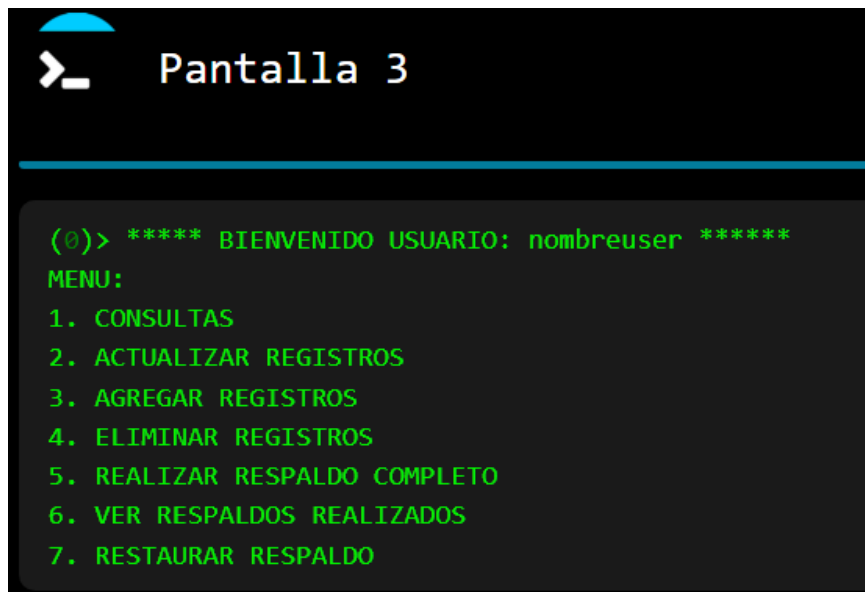 >_ Pantalla 3
(0)> ***** BIENVENIDO USUARIO: nombreuser ******
MENU:
1. CONSULTAS
2. ACTUALIZAR REGISTROS
3. AGREGAR REGISTROS
4. ELIMINAR REGISTROS
5. REALIZAR RESPALDO COMPLETO
6. VER RESPALDOS REALIZADOS
7. RESTAURAR RESPALDO